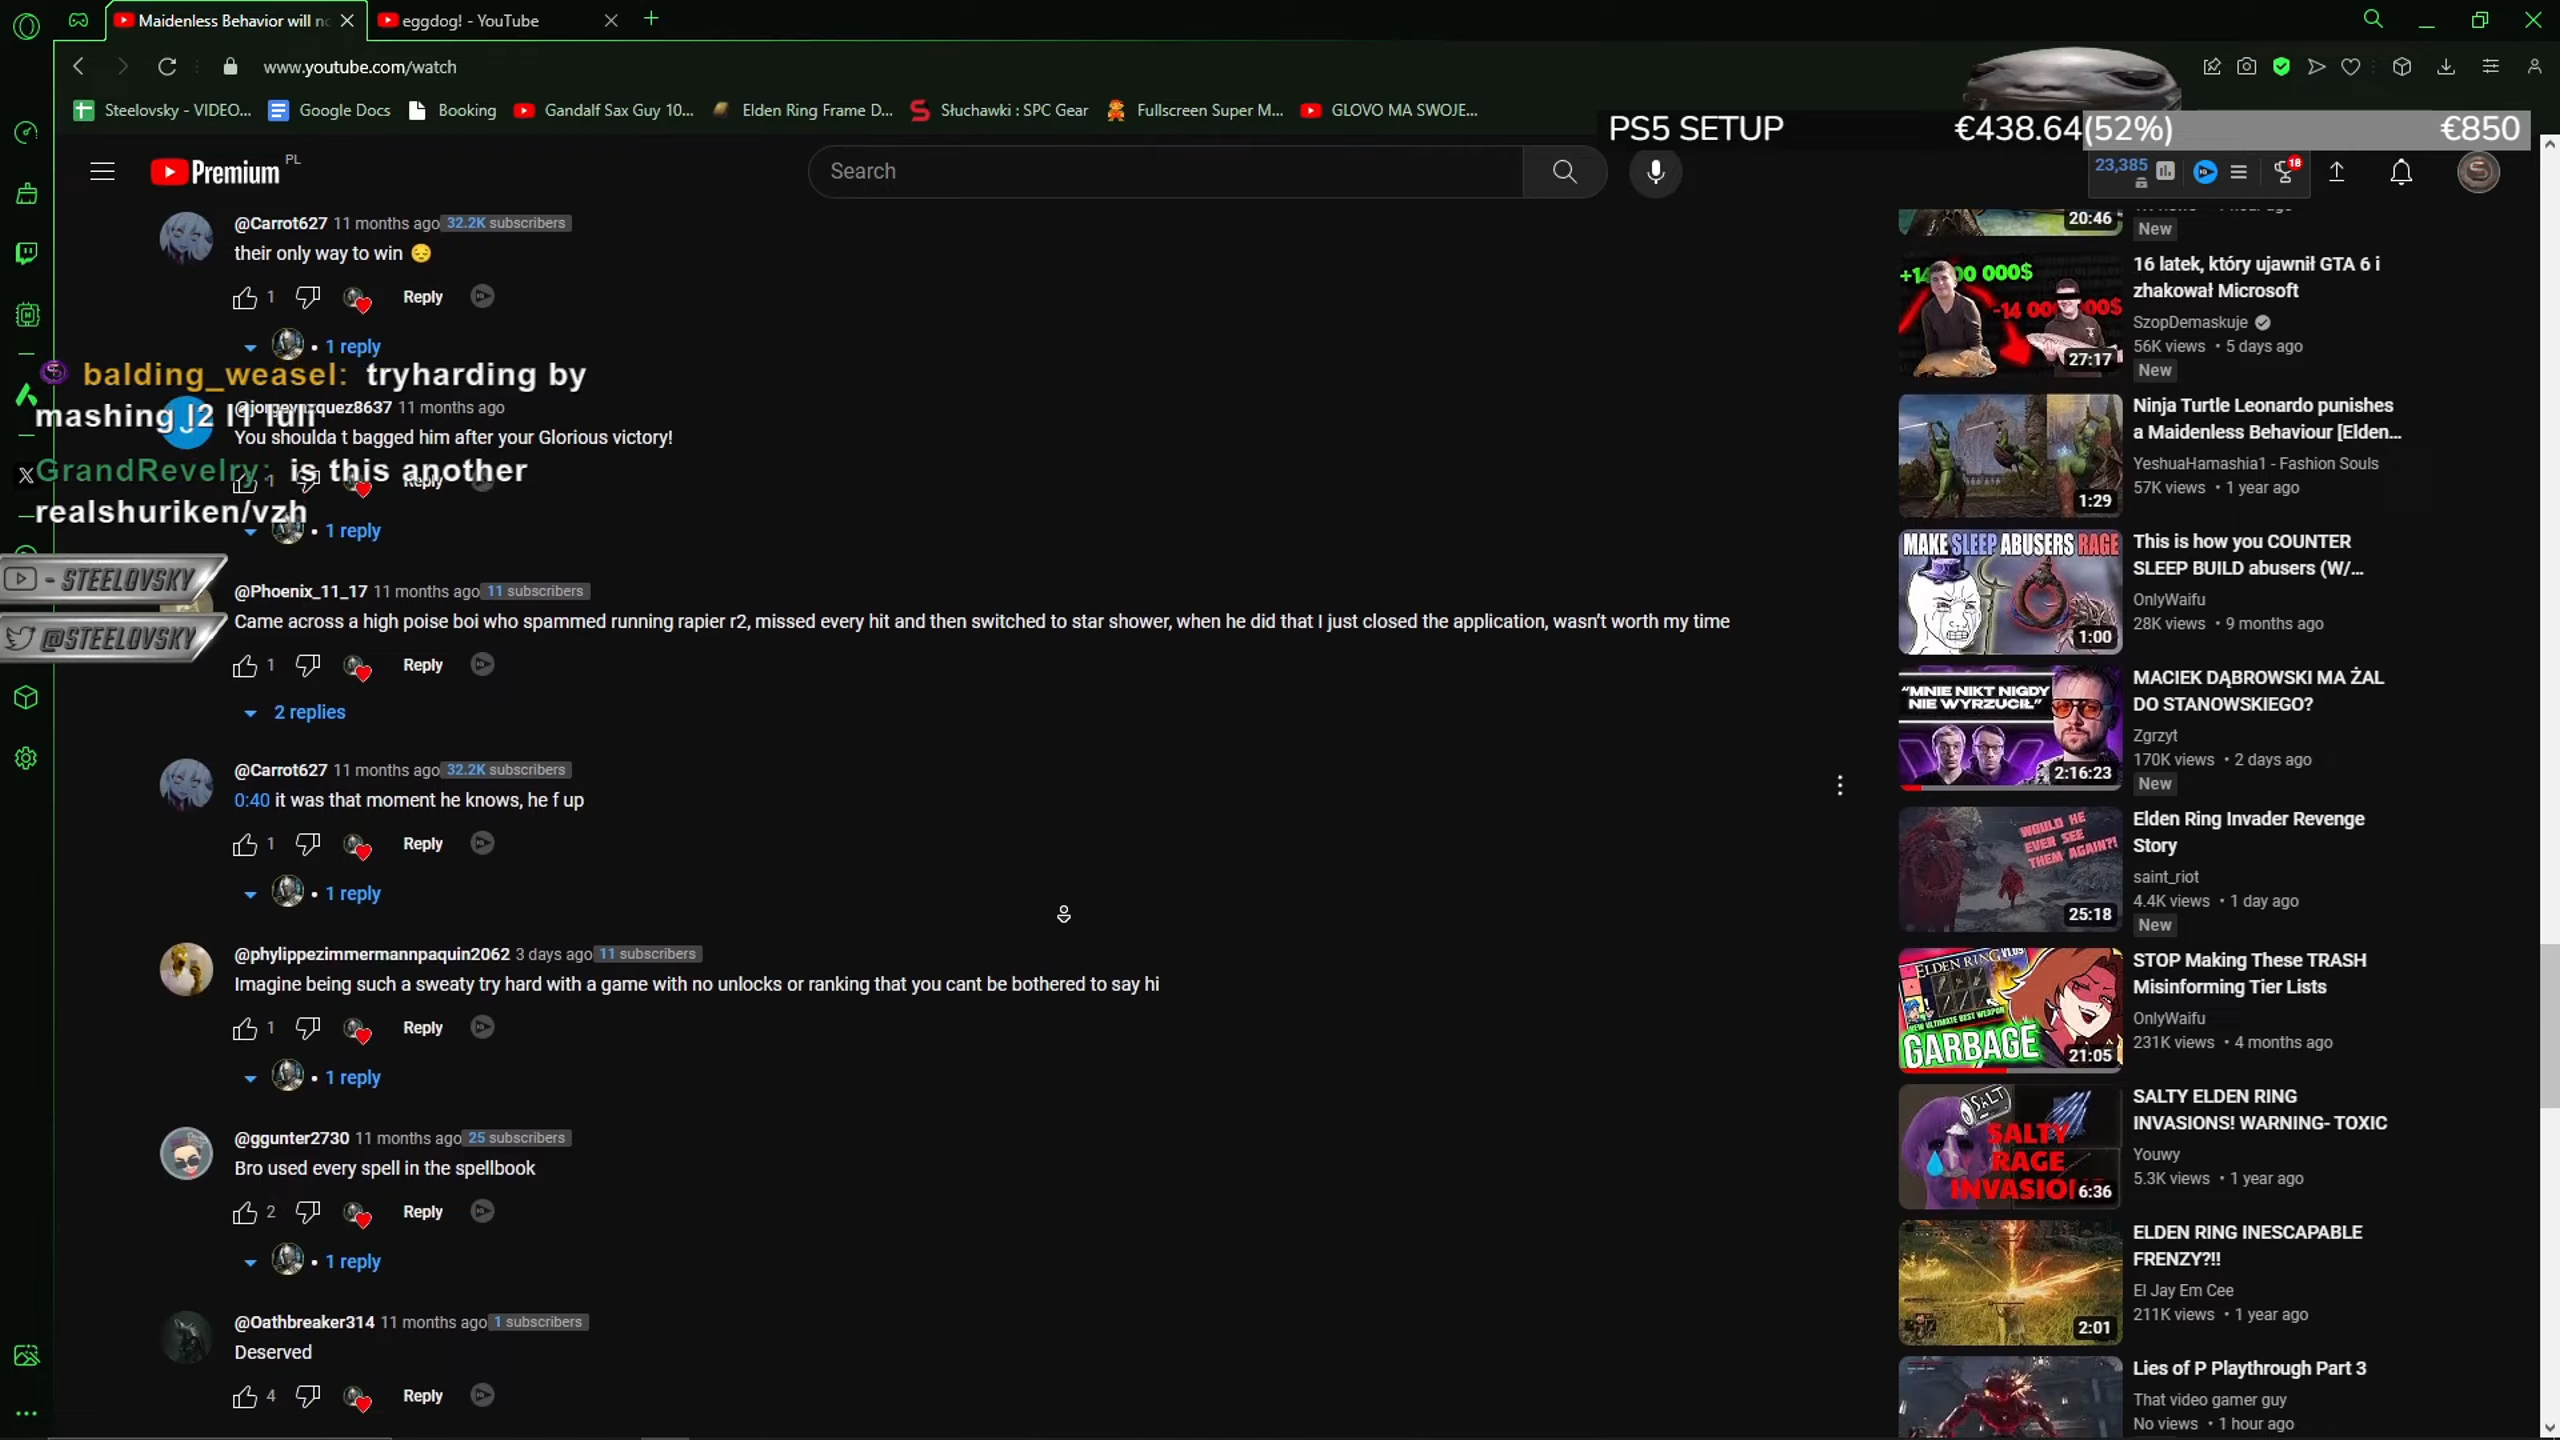 Maidenless Behavior will no
eggdog! - YouTube
www.youtube.com/watch
Steelovsky - VIDEO...
Google Docs
Booking
Gandalf Sax Guy 10...
Elden Ring Frame D...
Słuchawki : SPC Gear
Fullscreen Super M...
GLOVO MA SWOJE...
PS5 SETUP €438.64(52%) €850
Premium PL
Search
23,385
18
@Carrot627 11 months ago 32.2K subscribers
their only way to win
1 Reply
1 reply
balding_weasel: tryharding by
mashing l2 l1 lull
11 months ago
You shoulda t bagged him after your Glorious victory!
GrandRevelry: is this another
realshuriken/vzh
1 Reply
1 reply
- STEELOVSKY
@STEELOVSKY
@Phoenix_11_17 11 months ago 11 subscribers
Came across a high poise boi who spammed running rapier r2, missed every hit and then switched to star shower, when he did that I just closed the application, wasn't worth my time
1 Reply
2 replies
@Carrot627 11 months ago 32.2K subscribers
0:40 it was that moment he knows, he f up
1 Reply
1 reply
@phylippezimmermannpaquin2062 3 days ago 11 subscribers
Imagine being such a sweaty try hard with a game with no unlocks or ranking that you cant be bothered to say hi
1 Reply
1 reply
@ggunter2730 11 months ago 25 subscribers
Bro used every spell in the spellbook
2 Reply
1 reply
@Oathbreaker314 11 months ago 1 subscribers
Deserved
4 Reply
20:46
New
+14 000$
-14 000$
27:17
16 latek, który ujawnił GTA 6 i
zhakował Microsoft
SzopDemaskuje
56K views • 5 days ago
New
1:29
Ninja Turtle Leonardo punishes
a Maidenless Behaviour [Elden...
YeshuaHamashia1 - Fashion Souls
57K views • 1 year ago
MAKE SLEEP ABUSERS RAGE
1:00
This is how you COUNTER
SLEEP BUILD abusers (W/...
OnlyWaifu
28K views • 9 months ago
"MNIE NIKT NIGDY
NIE WYRZUCIŁ"
2:16:23
MACIEK DĄBROWSKI MA ŻAL
DO STANOWSKIEGO?
Zgrzyt
170K views • 2 days ago
New
WOULD HE
EVER SEE
THEM AGAIN?!
25:18
Elden Ring Invader Revenge
Story
saint_riot
4.4K views • 1 day ago
New
ELDEN RING
GARBAGE
21:05
STOP Making These TRASH
Misinforming Tier Lists
OnlyWaifu
231K views • 4 months ago
SALT
SALTY
RAGE
INVASION
6:36
SALTY ELDEN RING
INVASIONS! WARNING- TOXIC
Youwy
5.3K views • 1 year ago
2:01
ELDEN RING INESCAPABLE
FRENZY?!!
El Jay Em Cee
211K views • 1 year ago
Lies of P Playthrough Part 3
That video gamer guy
No views • 1 hour ago